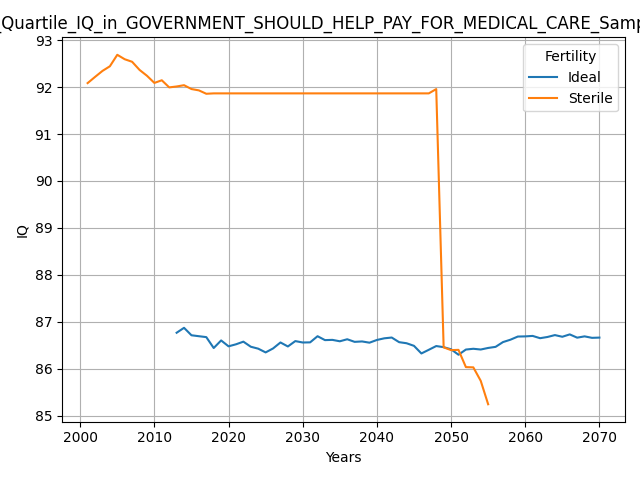 _Quartile_IQ_in_GOVERNMENT_SHOULD_HELP_PAY_FOR_MEDICAL_CARE_Samp
93
92
91
90
89
88
87
86
85
IQ
Fertility
Ideal
Sterile
2000 2010 2020 2030 2040 2050 2060 2070
Years